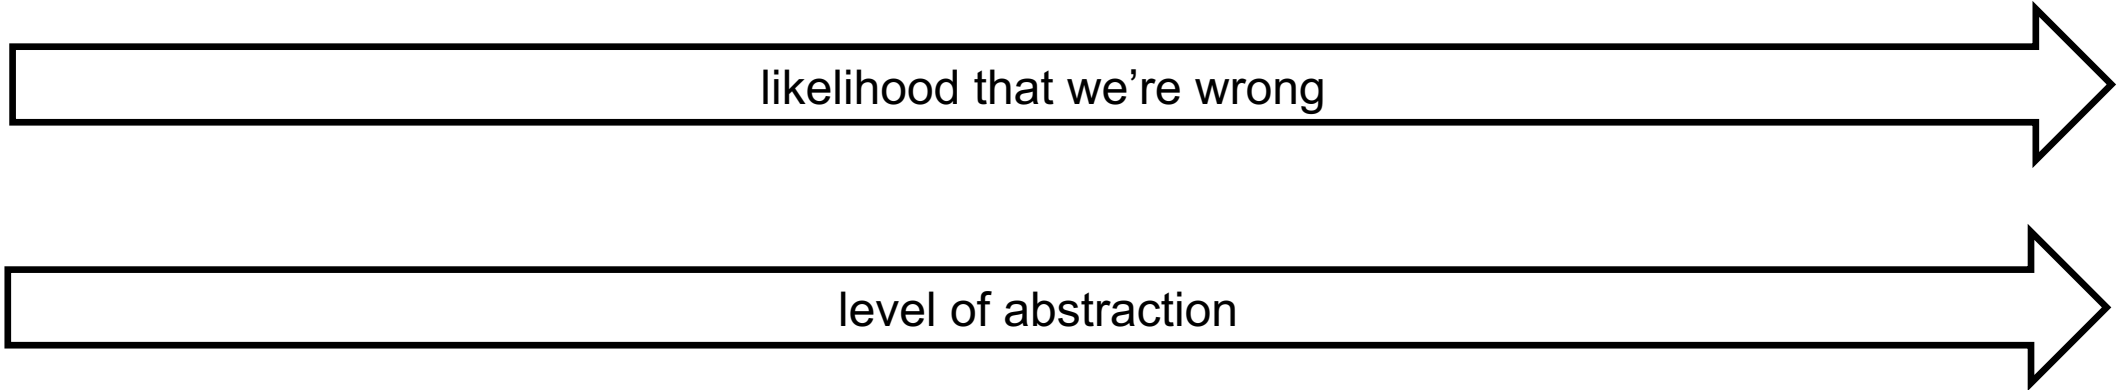 likelihood that we’re wrong
level of abstraction